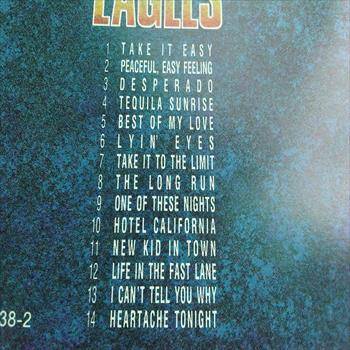 EAGLES
1 TAKE IT EASY
2 PEACEFUL, EASY FEELING
3 DESPERADO
4 TEQUILA SUNRISE
5 BEST OF MY LOVE
6 LYIN' EYES
7 TAKE IT TO THE LIMIT
8 THE LONG RUN
9 ONE OF THESE NIGHTS
10 HOTEL CALIFORNIA
11 NEW KID IN TOWN
12 LIFE IN THE FAST LANE
13 I CAN'T TELL YOU WHY
14 HEARTACHE TONIGHT
38-2